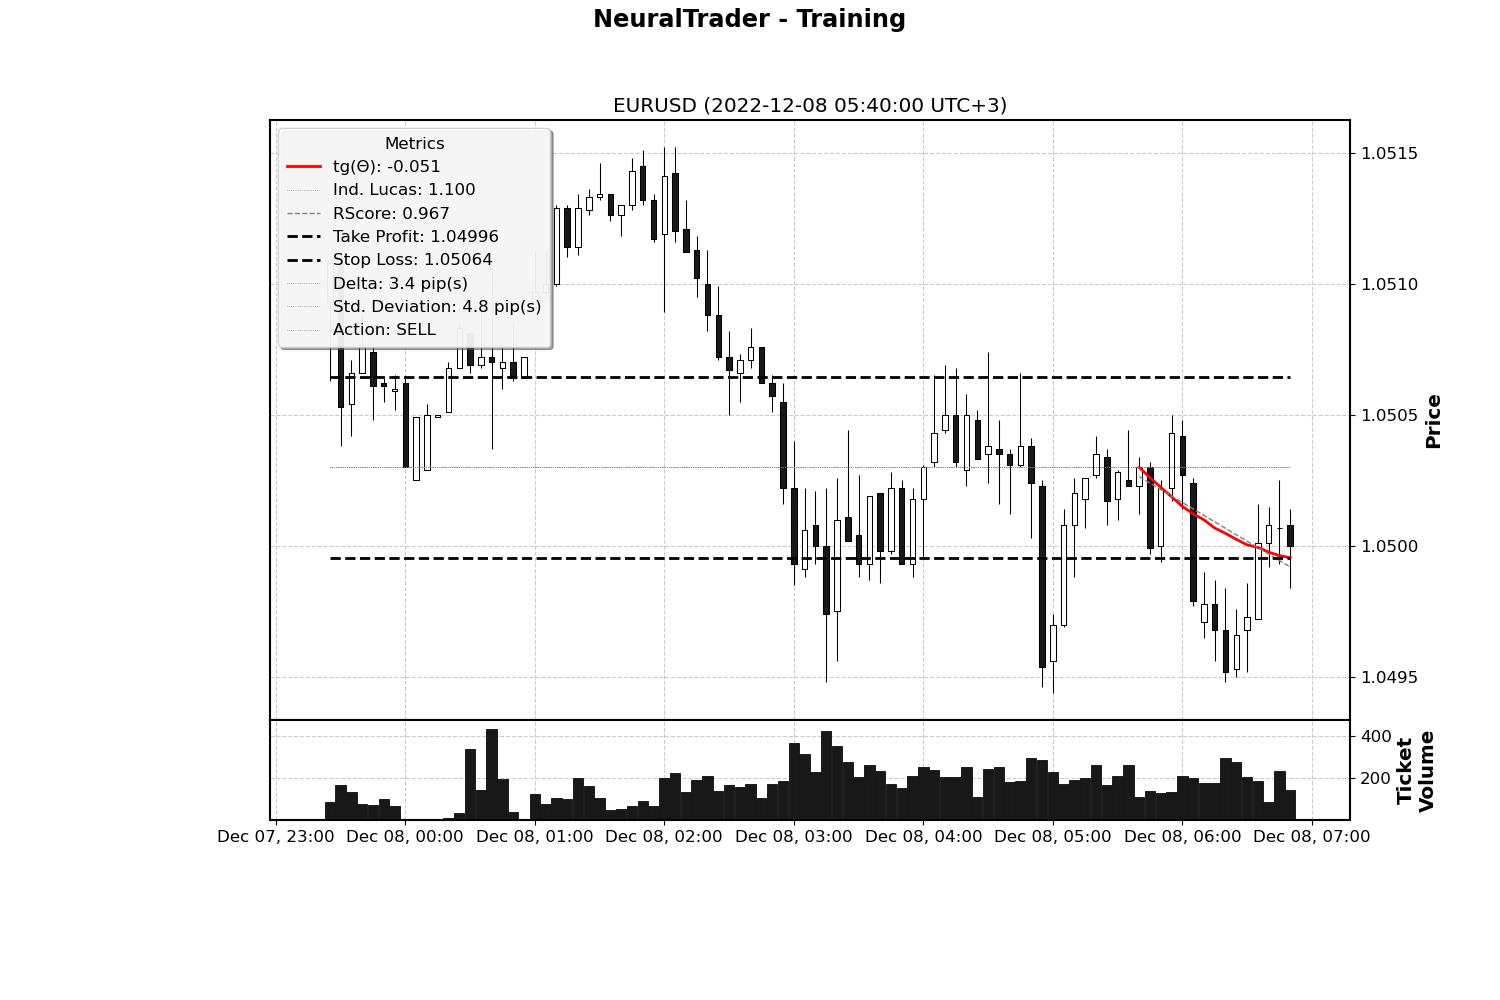 NeuralTrader - Training
EURUSD (2022-12-08 05:40:00 UTC+3)
Metrics
tg(Θ): -0.051
Ind. Lucas: 1.100
RScore: 0.967
Take Profit: 1.04996
Stop Loss: 1.05064
Delta: 3.4 pip(s)
Std. Deviation: 4.8 pip(s)
Action: SELL
1.0515
1.0510
1.0505
1.0500
1.0495
Price
400
200
Ticket
Volume
Dec 07, 23:00
Dec 08, 00:00
Dec 08, 01:00
Dec 08, 02:00
Dec 08, 03:00
Dec 08, 04:00
Dec 08, 05:00
Dec 08, 06:00
Dec 08, 07:00